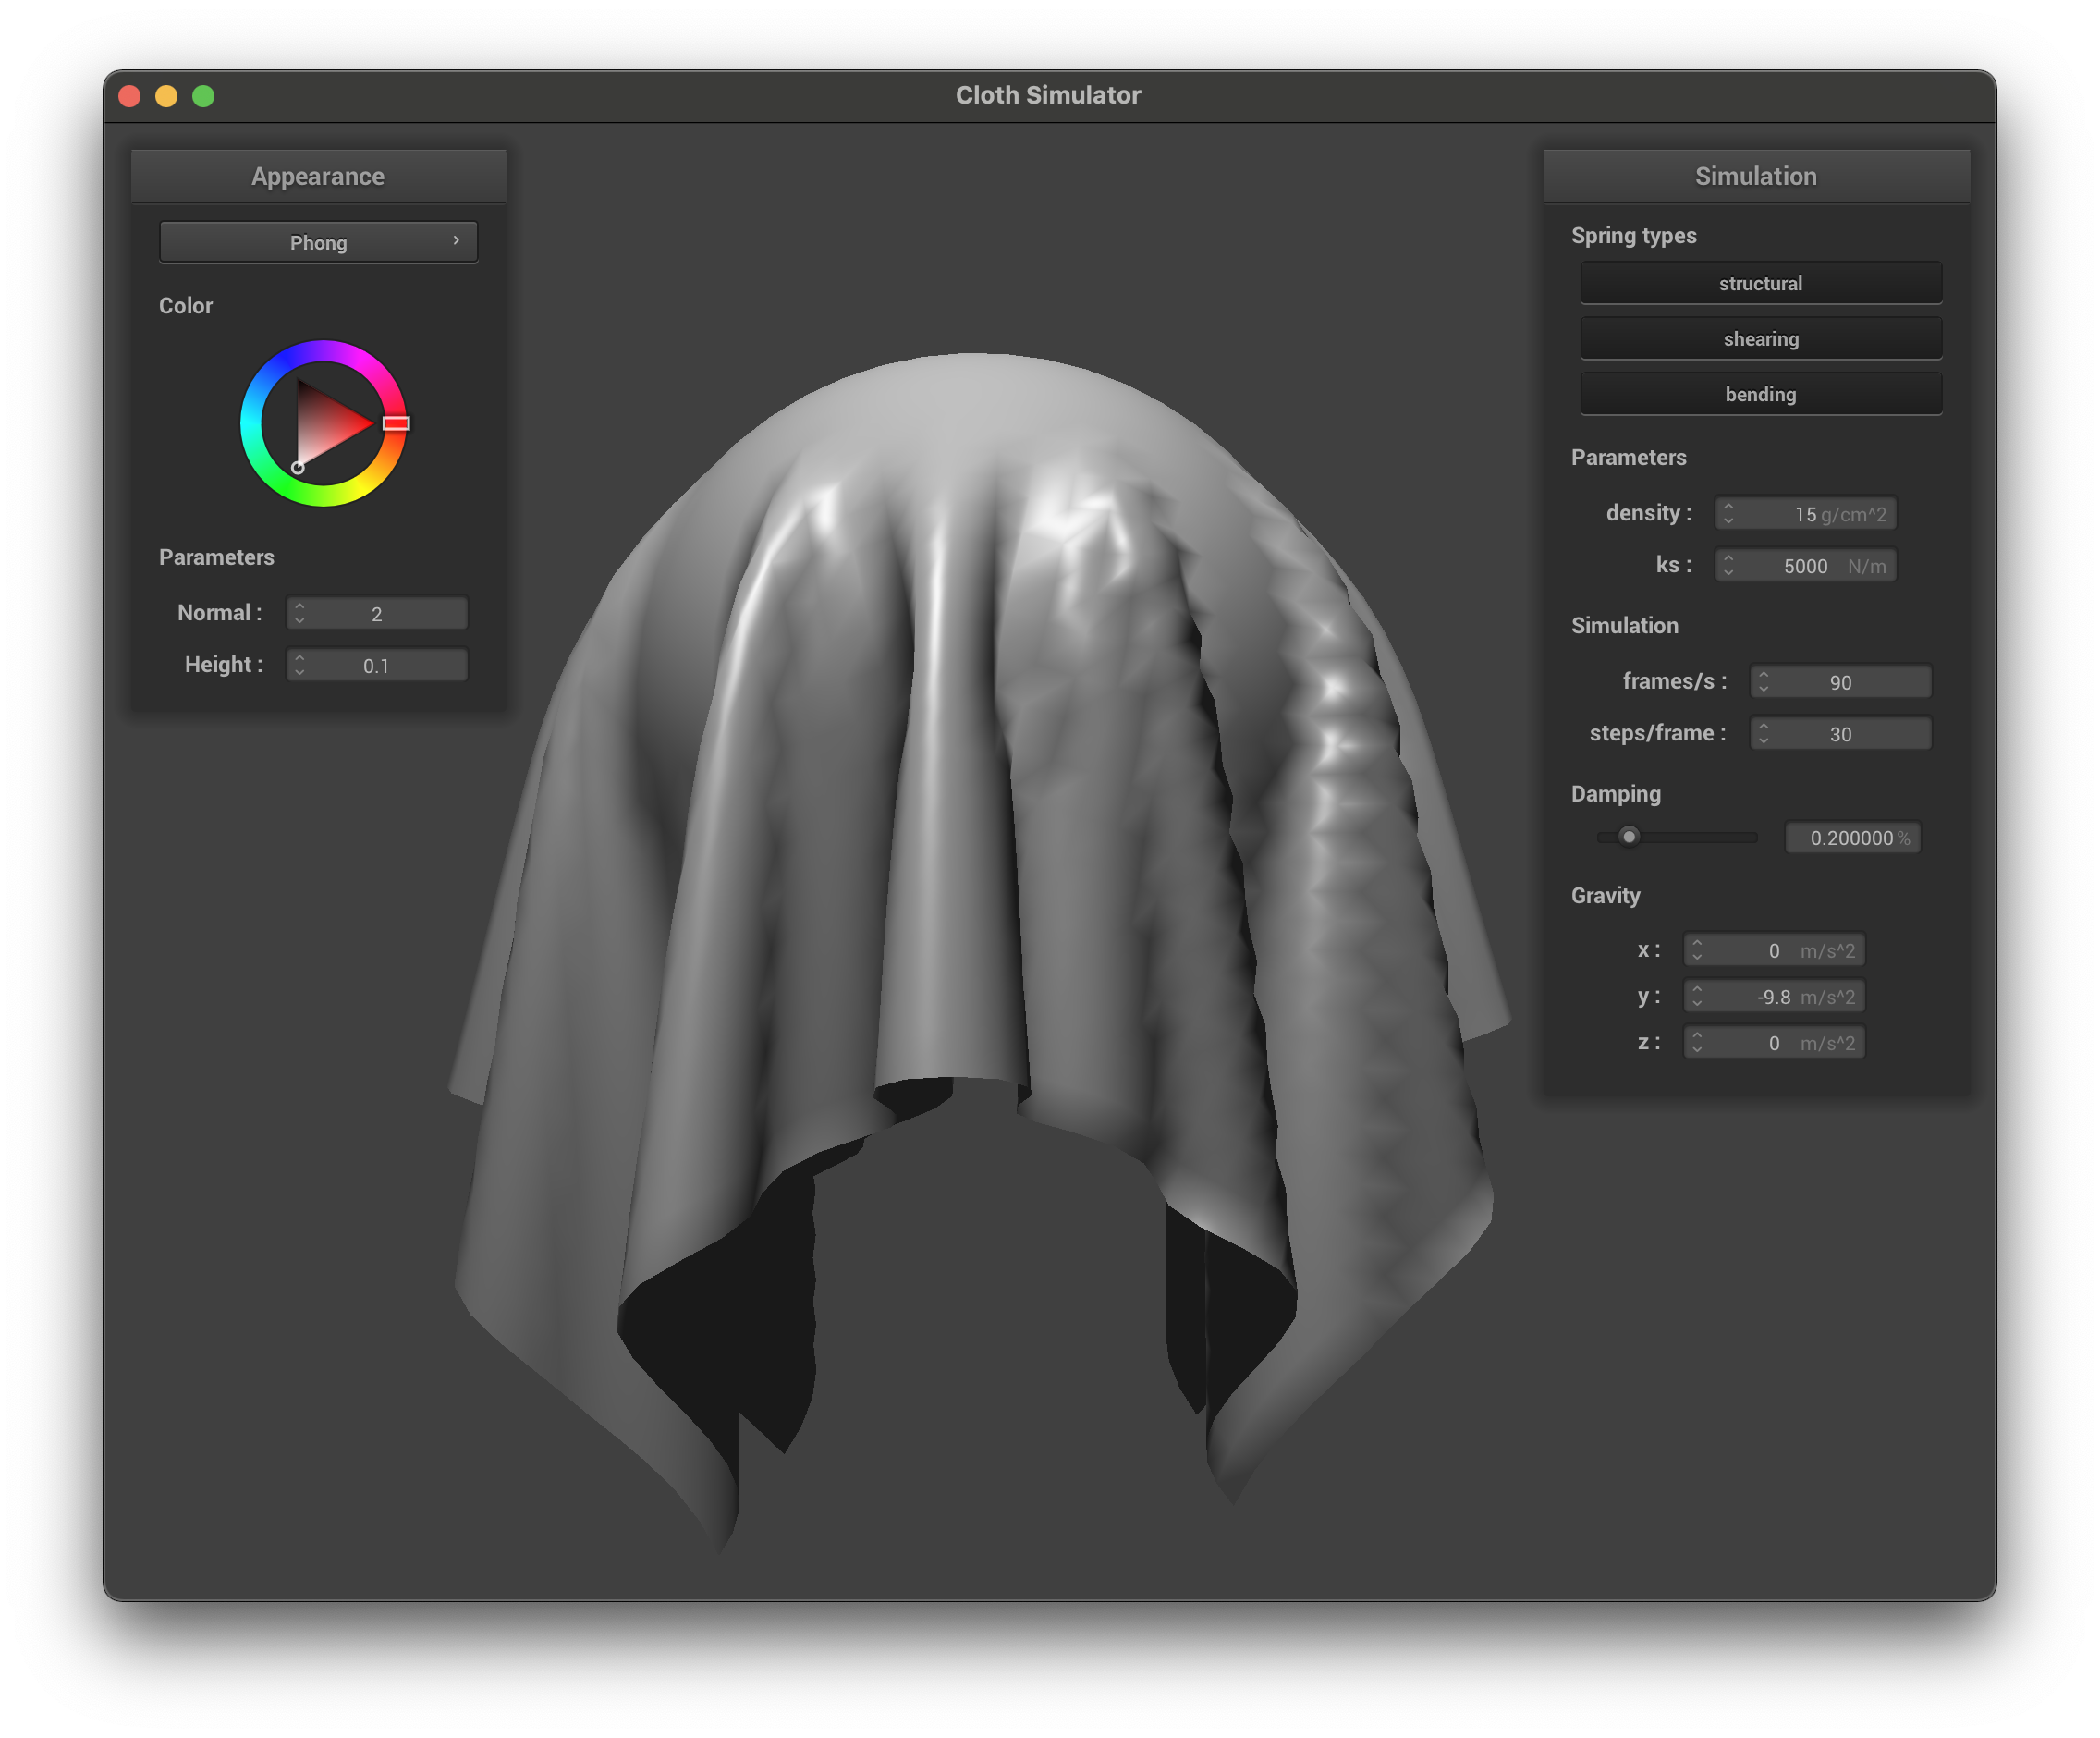 Cloth Simulator
Appearance
Phong
Color
Parameters
Normal : 2
Height : 0.1
Simulation
Spring types
structural
shearing
bending
Parameters
density : 15 g/cm^2
ks : 5000 N/m
Simulation
frames/s : 90
steps/frame : 30
Damping
0.200000 %
Gravity
x : 0 m/s^2
y : -9.8 m/s^2
z : 0 m/s^2